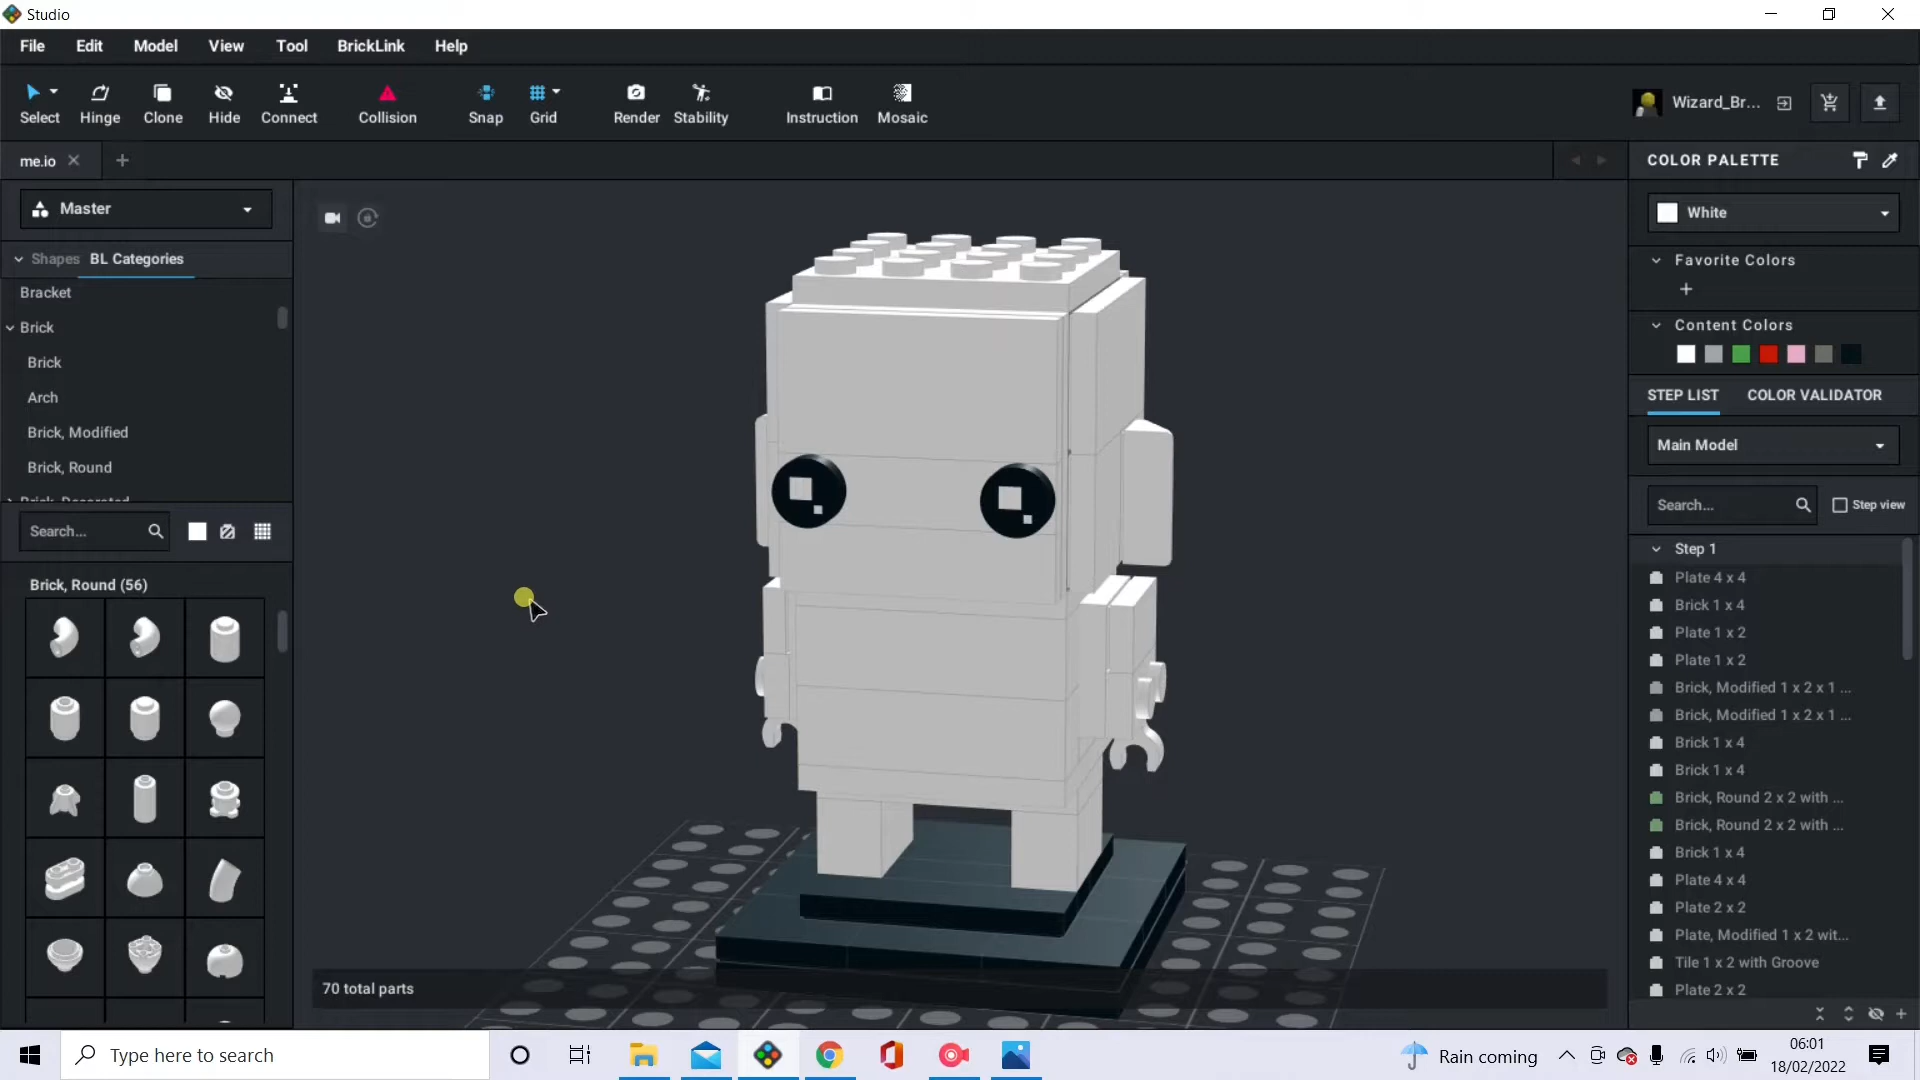 Studio
File Edit Model View Tool BrickLink Help
Select Hinge Clone Hide Connect Collision Snap Grid Render Stability Instruction Mosaic
Wizard_Br...
me.io
COLOR PALETTE
Master
White
Shapes BL Categories
Favorite Colors
Bracket
Brick
Content Colors
Brick
Arch
STEP LIST COLOR VALIDATOR
Brick, Modified
Main Model
Brick, Round
Brick, Decorated
Search...
Step view
Search...
Step 1
Brick, Round (56)
Plate 4 x 4
Brick 1 x 4
Plate 1 x 2
Plate 1 x 2
Brick, Modified 1 x 2 x 1 ...
Brick, Modified 1 x 2 x 1 ...
Brick 1 x 4
Brick 1 x 4
Brick, Round 2 x 2 with ...
Brick, Round 2 x 2 with ...
Brick 1 x 4
Plate 4 x 4
Plate 2 x 2
Plate, Modified 1 x 2 wit...
Tile 1 x 2 with Groove
Plate 2 x 2
70 total parts
Type here to search
Rain coming
06:01
18/02/2022